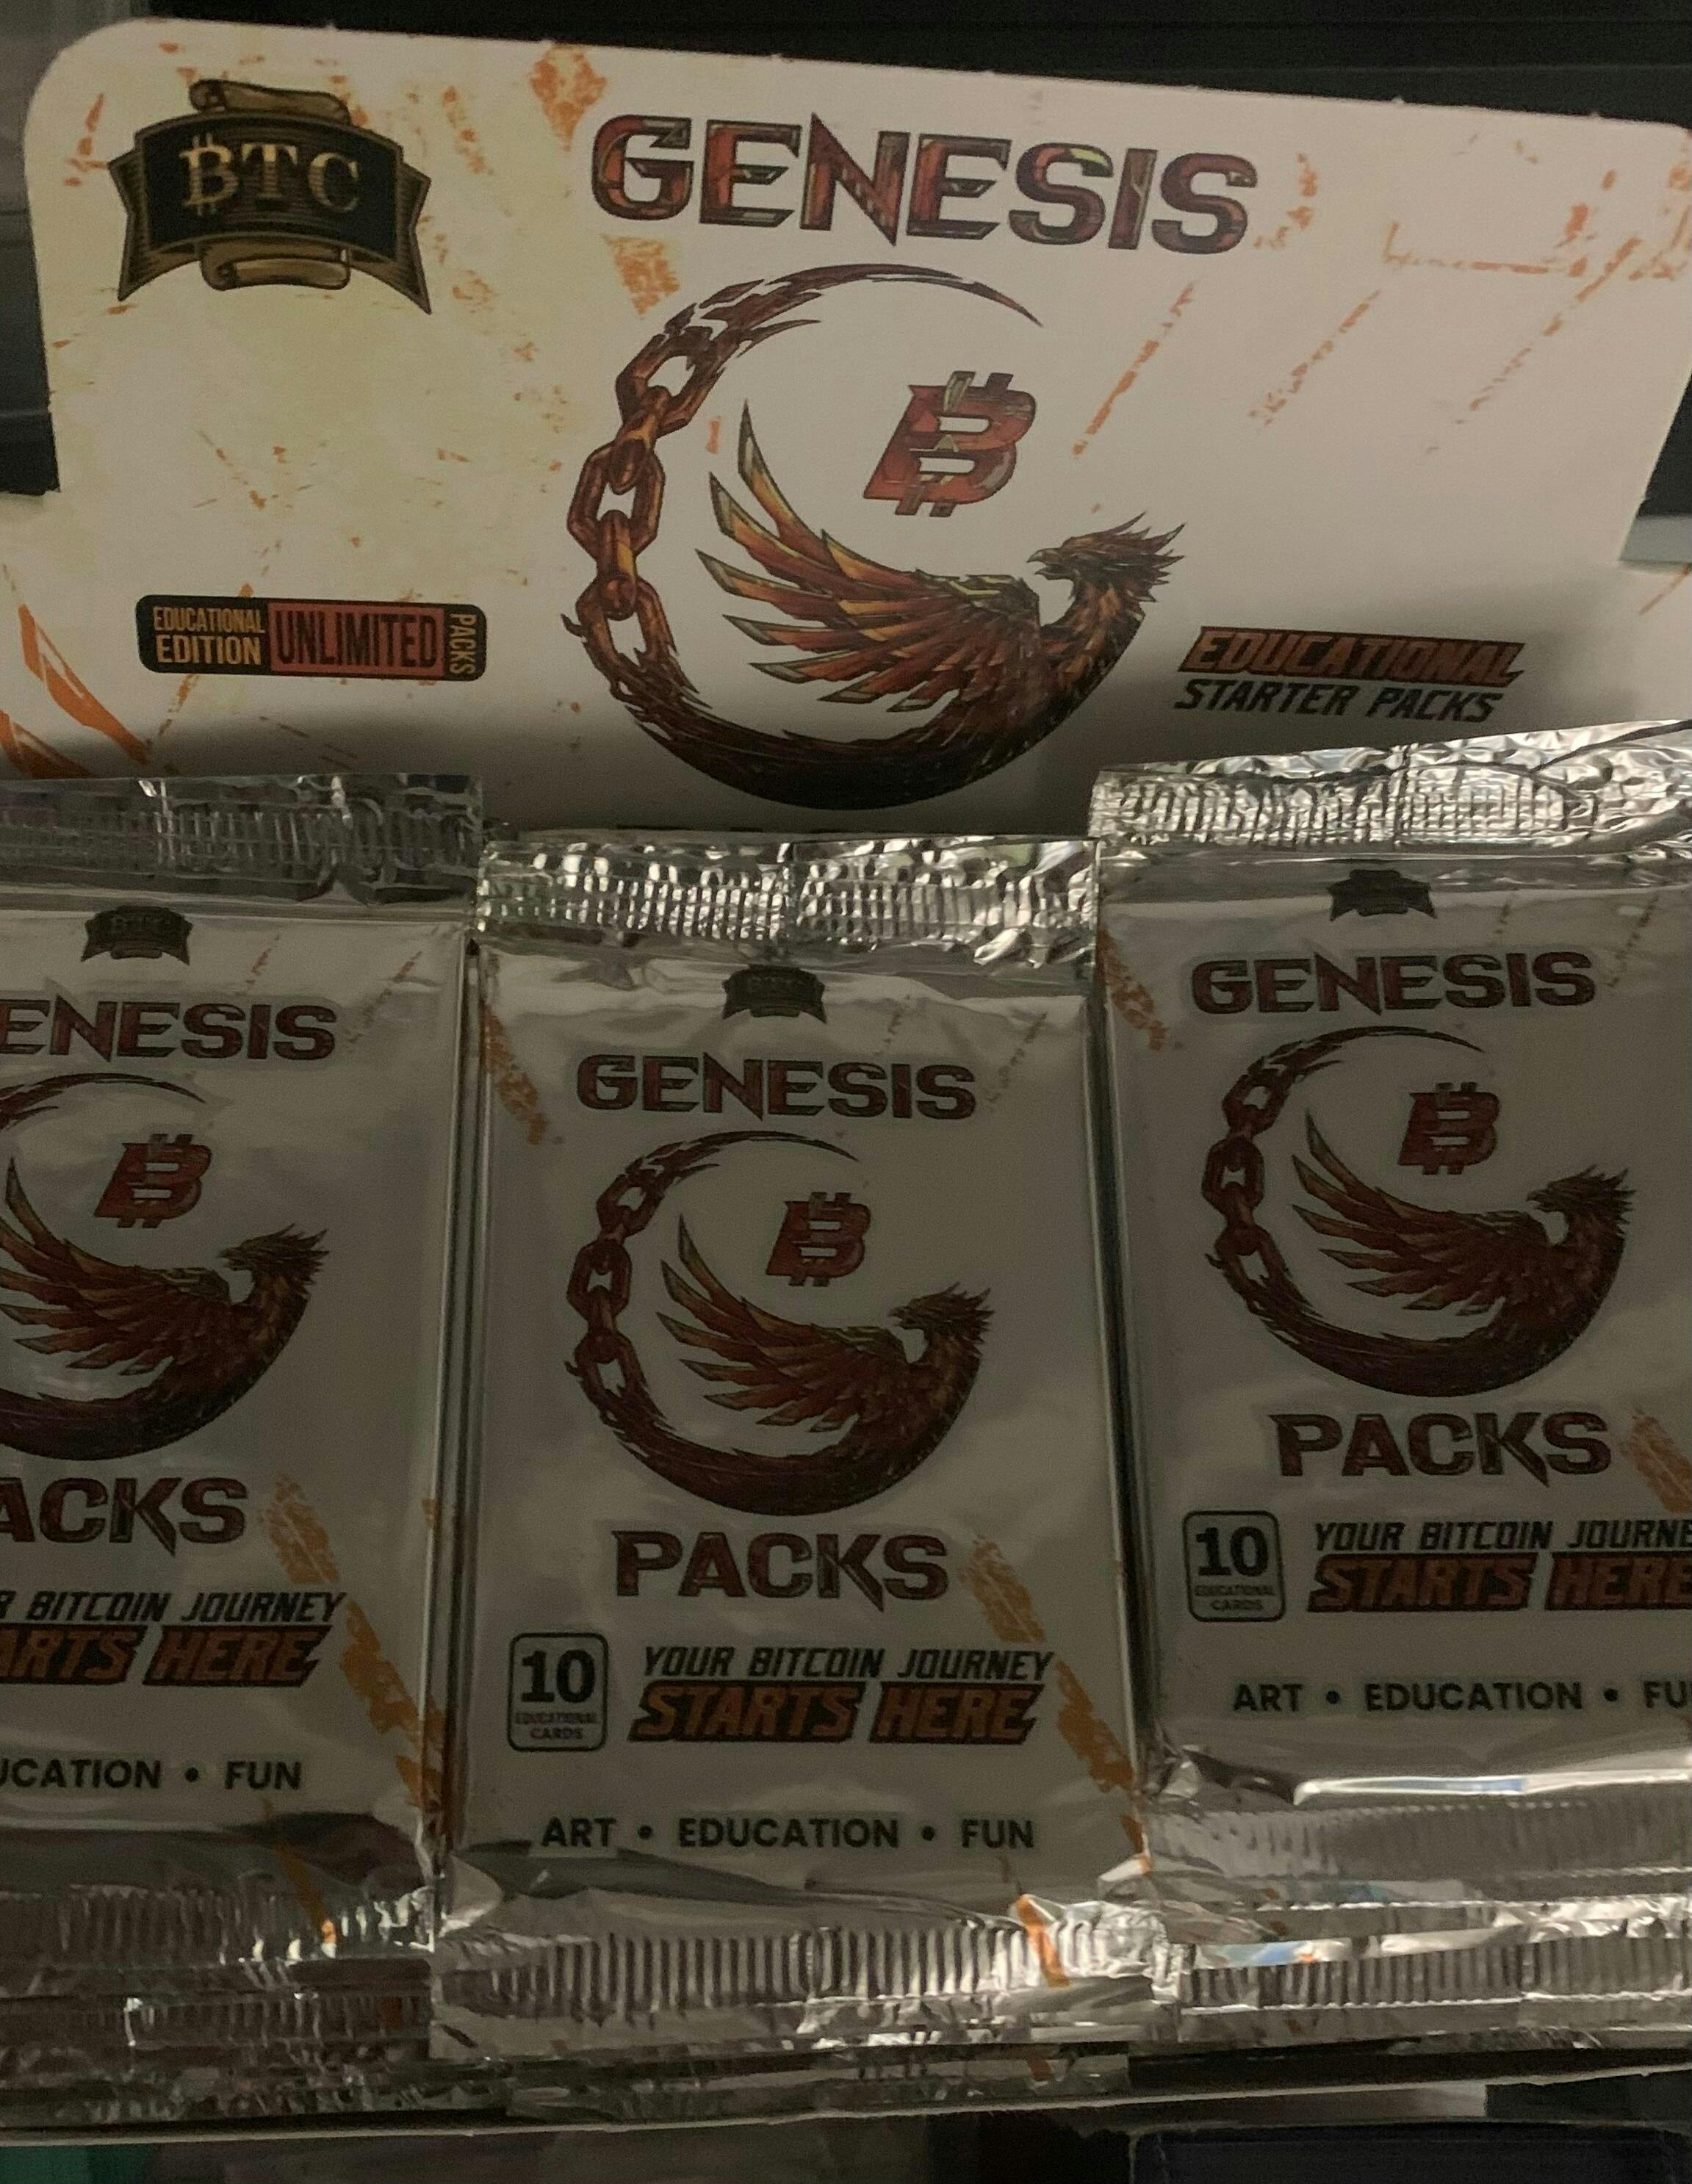 BTC
GENESIS
EDUCATIONAL
EDITION
UNLIMITED
PACKS
EDUCATIONAL
STARTER PACKS
ENESIS
ACKS
R BITCOIN JOURNEY
ARTS HERE
UCATION • FUN
BTC
GENESIS
PACKS
10
EDUCATIONAL
CARDS
YOUR BITCOIN JOURNEY
STARTS HERE
ART • EDUCATION • FUN
GENESIS
PACKS
10
EDUCATIONAL
CARDS
YOUR BITCOIN JOURNE
STARTS HERE
ART • EDUCATION • FU